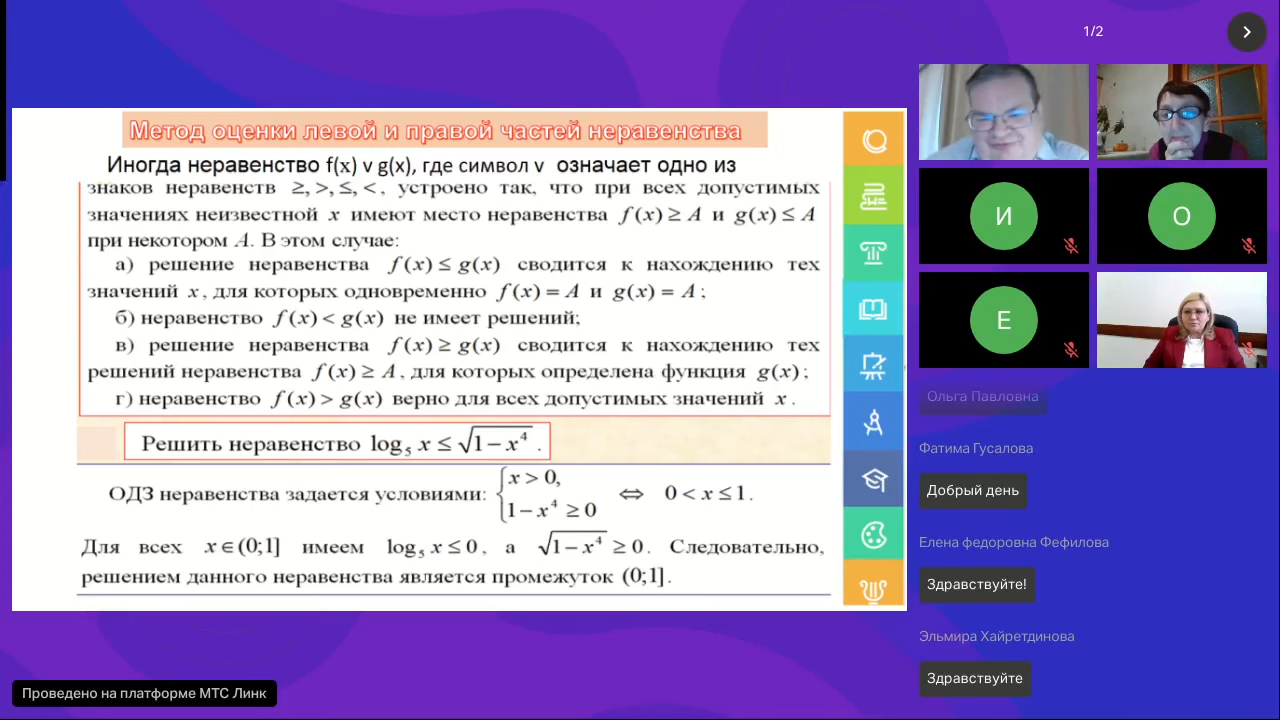 1/2
Метод оценки левой и правой частей неравенства
Иногда неравенство f(x) v g(x), где символ v означает одно из
знаков неравенств ≥, >, ≤, <, устроено так, что при всех допустимых
значениях неизвестной x имеют место неравенства f(x) ≥ A и g(x) ≤ A
при некотором A. В этом случае:
а) решение неравенства f(x) ≤ g(x) сводится к нахождению тех
значений x, для которых одновременно f(x) = A и g(x) = A;
б) неравенство f(x) < g(x) не имеет решений;
в) решение неравенства f(x) ≥ g(x) сводится к нахождению тех
решений неравенства f(x) ≥ A, для которых определена функция g(x);
г) неравенство f(x) > g(x) верно для всех допустимых значений x.
Решить неравенство log₅ x ≤ √(1 − x⁴).
ОДЗ неравенства задается условиями: {x > 0, 1 − x⁴ ≥ 0 ⇔ 0 < x ≤ 1.
Для всех x ∈ (0;1] имеем log₅ x ≤ 0, а √(1 − x⁴) ≥ 0. Следовательно,
решением данного неравенства является промежуток (0;1].
И
О
Е
Ольга Павловна
Фатима Гусалова
Добрый день
Елена федоровна Фефилова
Здравствуйте!
Эльмира Хайретдинова
Здравствуйте
Проведено на платформе МТС Линк